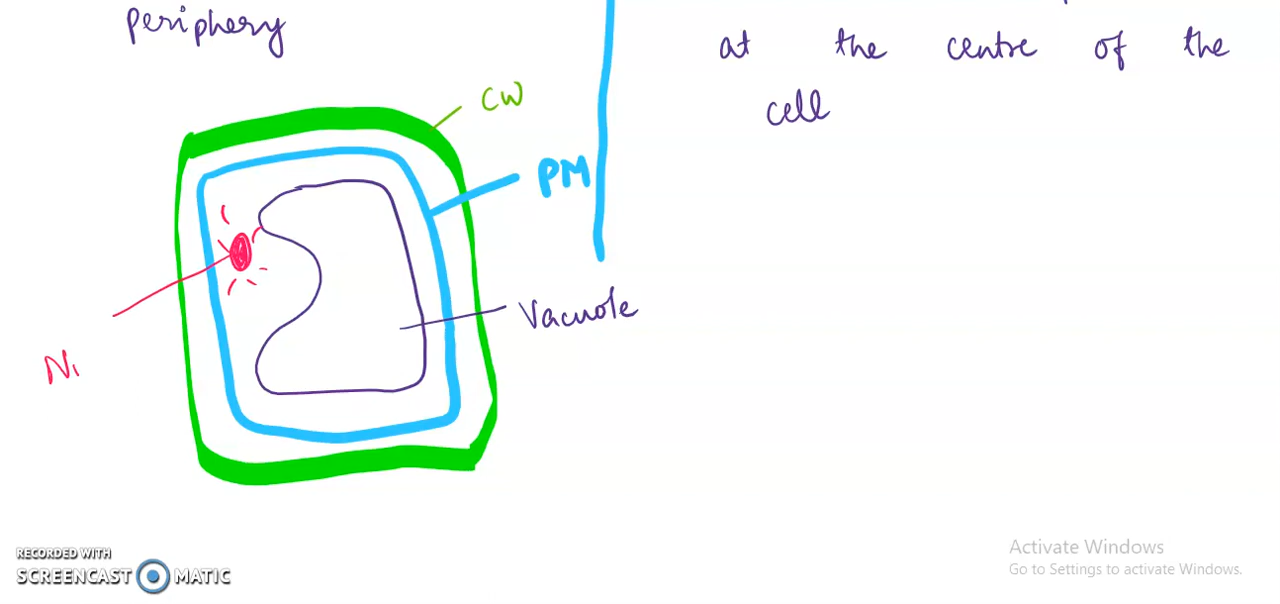 periphery
at the centre of the
cell
CW
PM
Vacuole
Nu
RECORDED WITH
SCREENCAST MATIC
Activate Windows
Go to Settings to activate Windows.